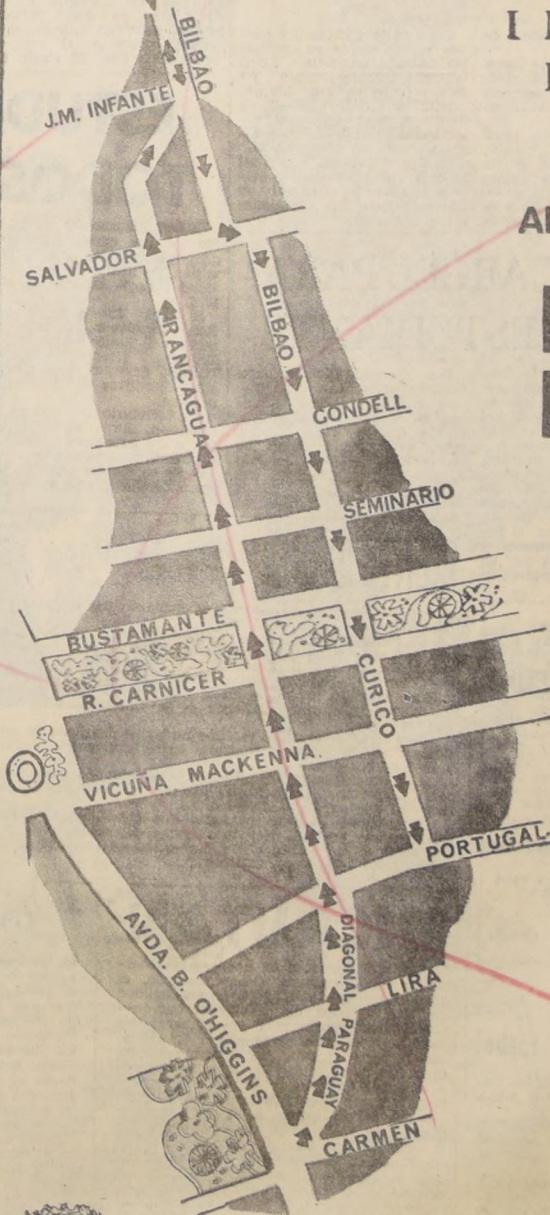 BILBAO
J.M. INFANTE
SALVADOR
BILBAO
RANCAGUA
CONDELL
SEMINARIO
BUSTAMANTE
R. CARNICER
CURICO
VICUÑA MACKENNA.
PORTUGAL
AVDA. B. O'HIGGINS
DIAGONAL PARAGUAY
LIRA
CARMEN